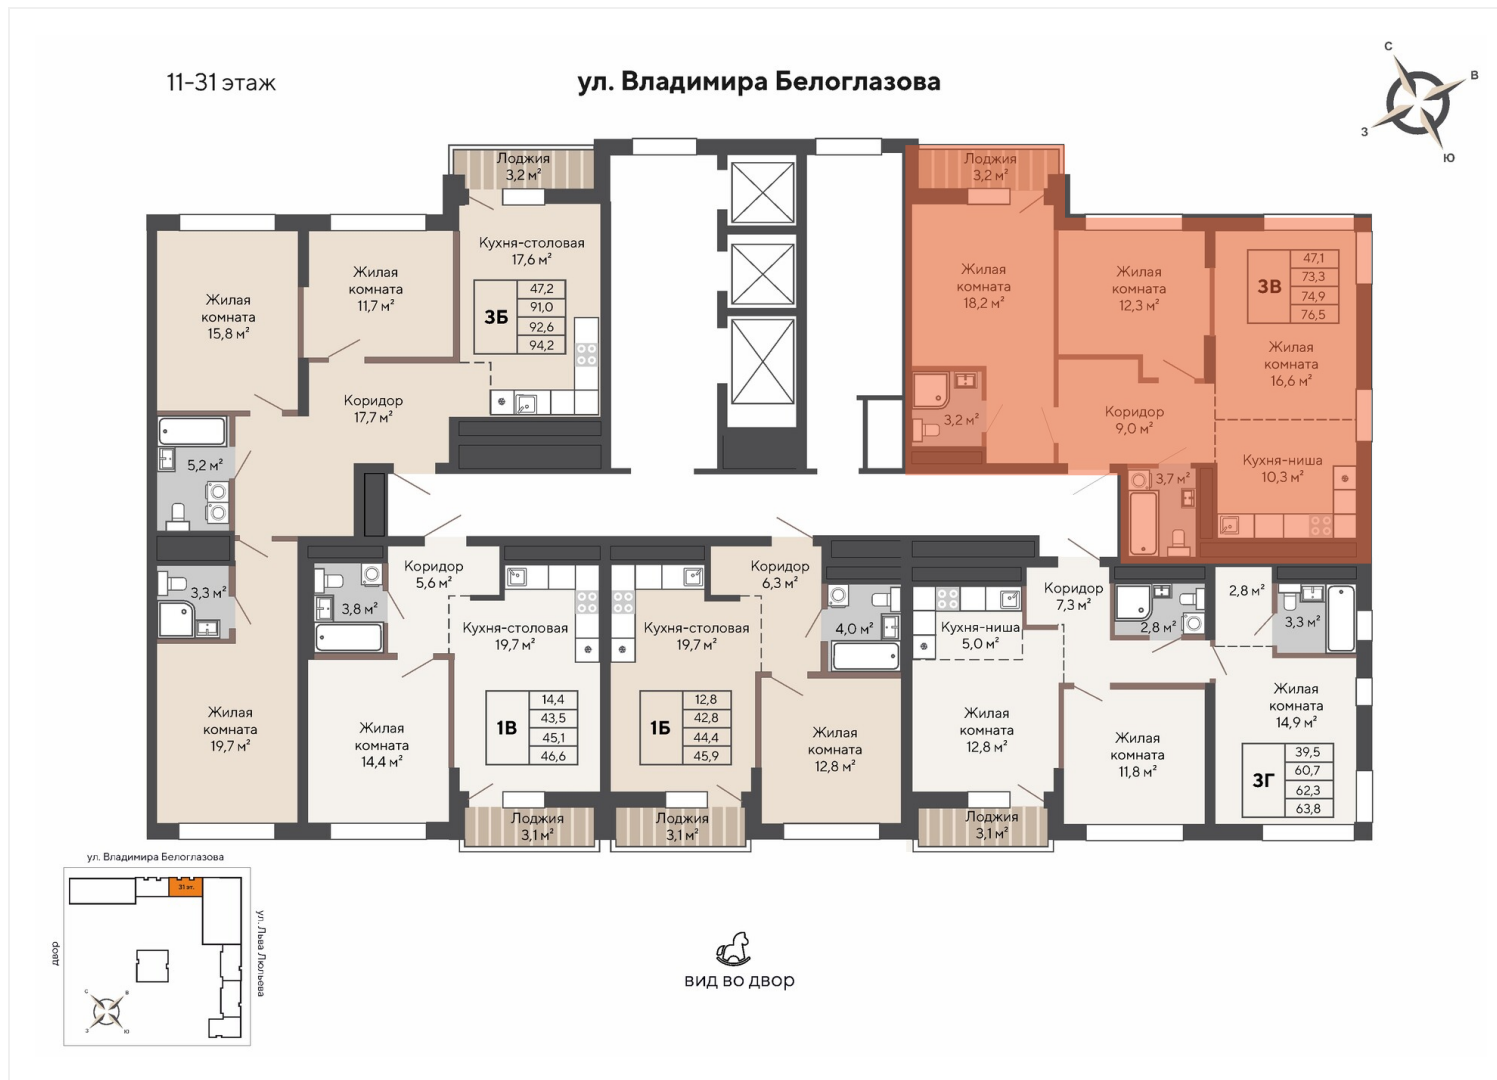 11-31 этаж
ул. Владимира Белоглазова
С
В
З
Ю
Лоджия
3,2 м²
Лоджия
3,2 м²
Кухня-столовая
17,6 м²
3Б
47,2
91,0
92,6
94,2
Жилая
комната
11,7 м²
Жилая
комната
15,8 м²
Коридор
17,7 м²
5,2 м²
3,3 м²
Жилая
комната
19,7 м²
Жилая
комната
18,2 м²
Жилая
комната
12,3 м²
3В
47,1
73,3
74,9
76,5
Жилая
комната
16,6 м²
3,2 м²
Коридор
9,0 м²
3,7 м²
Кухня-ниша
10,3 м²
Коридор
5,6 м²
3,8 м²
Кухня-столовая
19,7 м²
Жилая
комната
14,4 м²
1В
14,4
43,5
45,1
46,6
Лоджия
3,1 м²
Коридор
6,3 м²
4,0 м²
Кухня-столовая
19,7 м²
1Б
12,8
42,8
44,4
45,9
Жилая
комната
12,8 м²
Лоджия
3,1 м²
Коридор
7,3 м²
Кухня-ниша
5,0 м²
2,8 м²
2,8 м²
3,3 м²
Жилая
комната
12,8 м²
Жилая
комната
11,8 м²
Жилая
комната
14,9 м²
3Г
39,5
60,7
62,3
63,8
Лоджия
3,1 м²
ул. Владимира Белоглазова
31 эт.
двор
ул. Льва Люльева
С
В
З
Ю
вид во двор